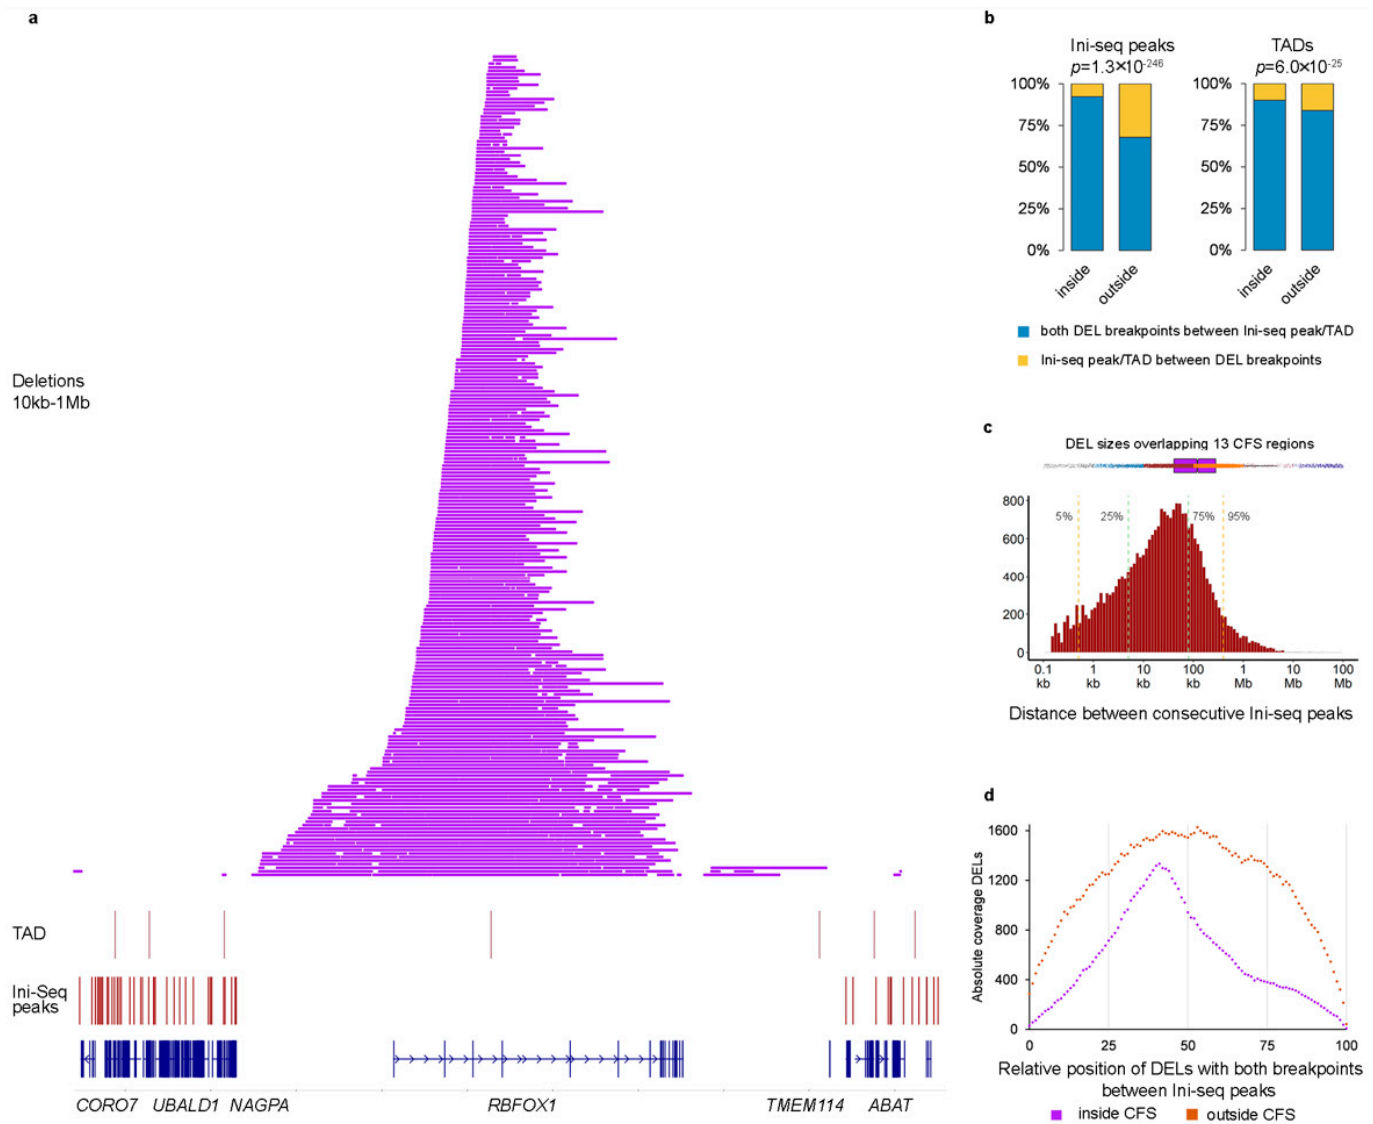 a
Deletions
10kb-1Mb
TAD
Ini-Seq
peaks
CORO7 UBALD1 NAGPA RBFOX1 TMEM114 ABAT
b
Ini-seq peaks
p=1.3×10-246
100%
75%
50%
25%
0%
inside
outside
TADs
p=6.0×10-25
100%
75%
50%
25%
0%
inside
outside
both DEL breakpoints between Ini-seq peak/TAD
Ini-seq peak/TAD between DEL breakpoints
c
DEL sizes overlapping 13 CFS regions
800
600
400
200
0
5% 25% 75% 95%
0.1 1 10 100 1 10 100
kb kb kb kb Mb Mb Mb
Distance between consecutive Ini-seq peaks
d
Absolute coverage DELs
1600
1200
800
400
0
0 25 50 75 100
Relative position of DELs with both breakpoints
between Ini-seq peaks
inside CFS outside CFS